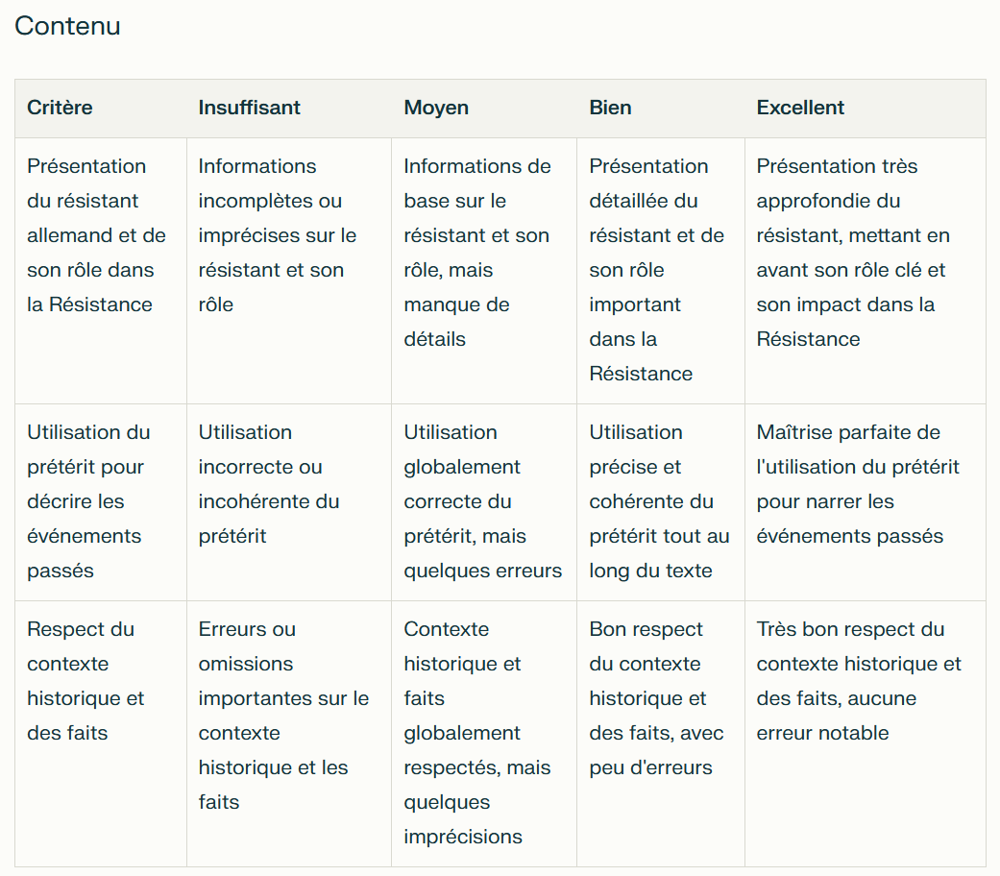 Contenu
Critère
Insuffisant
Moyen
Bien
Excellent
Présentation
du résistant
allemand et de
son rôle dans
la Résistance
Informations
incomplètes ou
imprécises sur le
résistant et son
rôle
Informations de
base sur le
résistant et son
rôle, mais
manque de
détails
Présentation
détaillée du
résistant et de
son rôle
important
dans la
Résistance
Présentation très
approfondie du
résistant, mettant en
avant son rôle clé et
son impact dans la
Résistance
Utilisation du
prétérit pour
décrire les
événements
passés
Utilisation
incorrecte ou
incohérente du
prétérit
Utilisation
globalement
correcte du
prétérit, mais
quelques erreurs
Utilisation
précise et
cohérente du
prétérit tout au
long du texte
Maîtrise parfaite de
l'utilisation du prétérit
pour narrer les
événements passés
Respect du
contexte
historique et
des faits
Erreurs ou
omissions
importantes sur le
contexte
historique et les
faits
Contexte
historique et
faits
globalement
respectés, mais
quelques
imprécisions
Bon respect
du contexte
historique et
des faits, avec
peu d'erreurs
Très bon respect du
contexte historique et
des faits, aucune
erreur notable